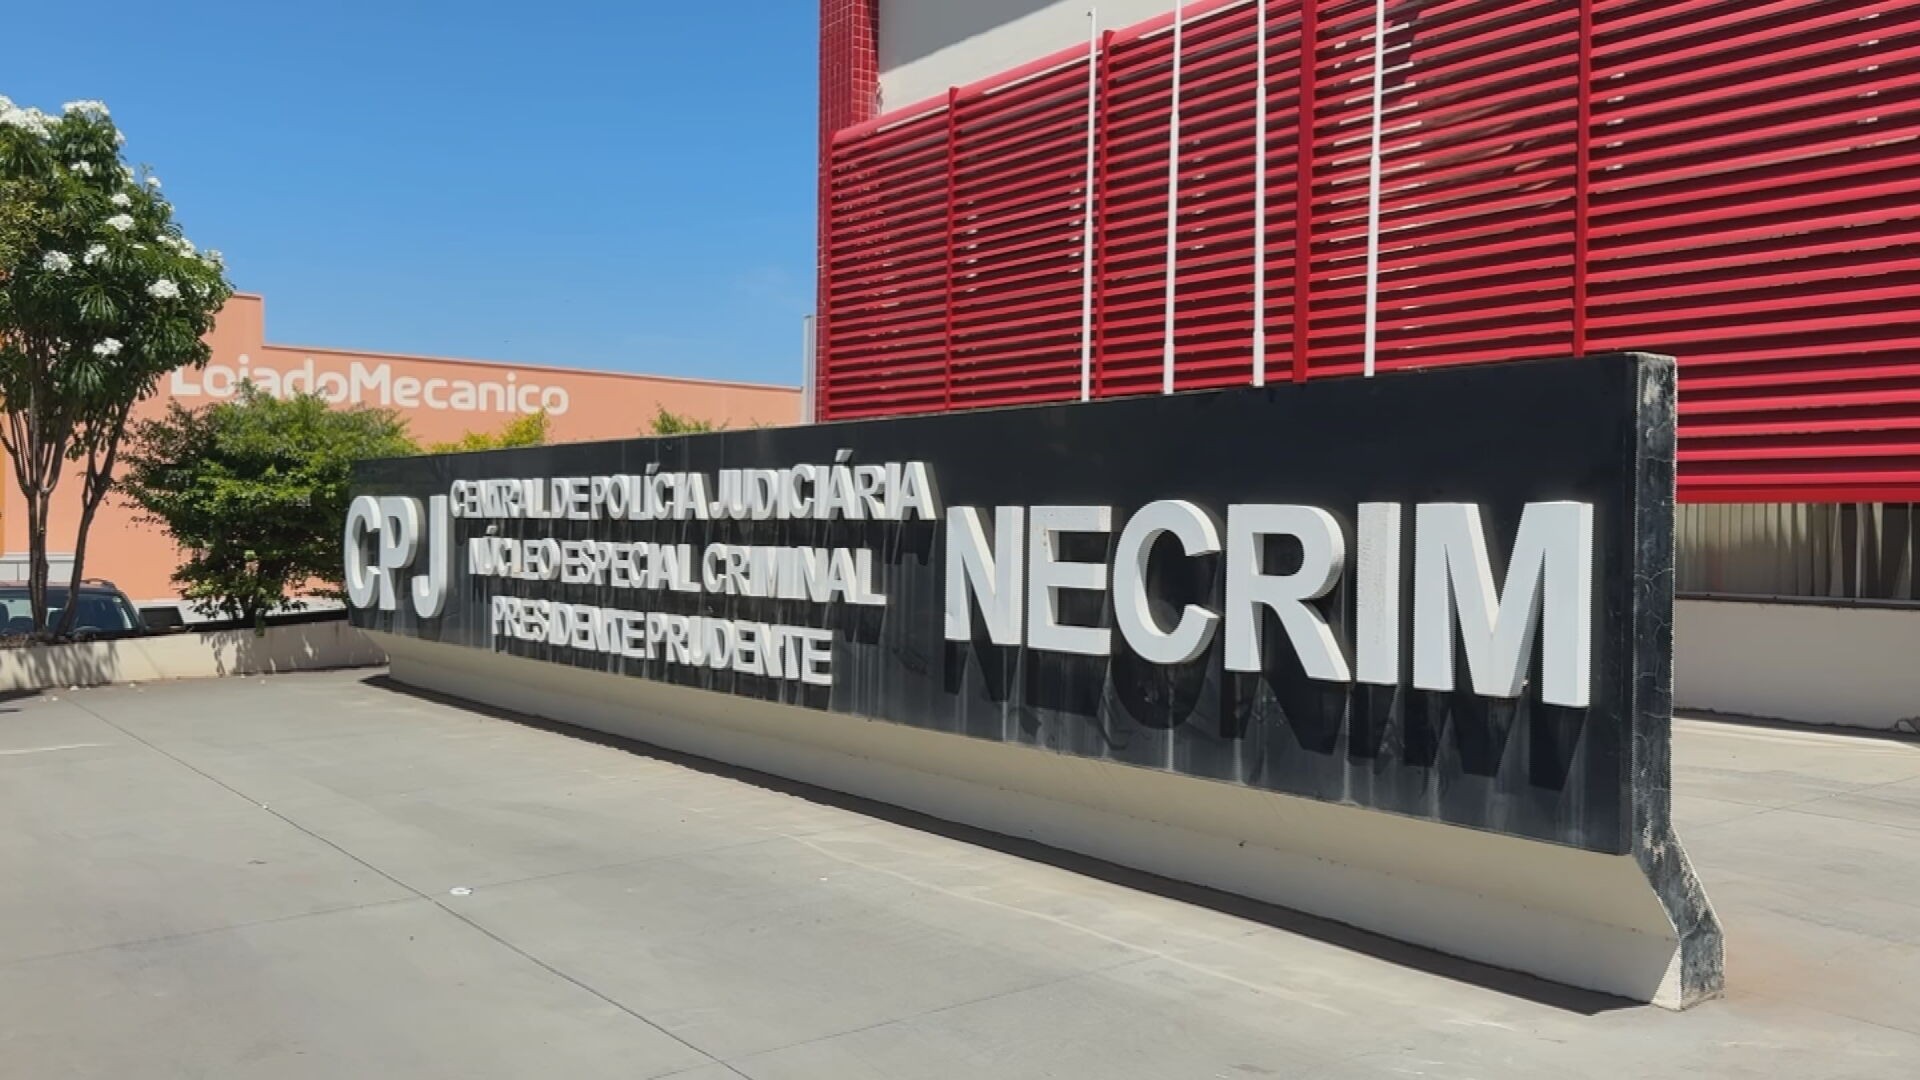 LojadoMecanico
CPJ
CENTRAL DE POLÍCIA JUDICIÁRIA
NÚCLEO ESPECIAL CRIMINAL
PRESIDENTE PRUDENTE
NECRIM